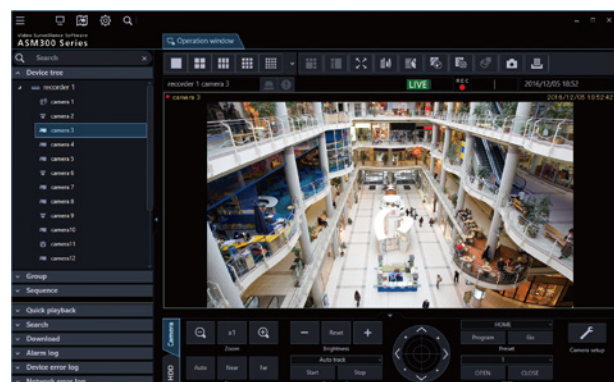 Video Surveillance Software
ASM300 Series
Operation window
Search
Device tree
recorder 1
camera 1
camera 2
camera 3
camera 4
camera 5
camera 6
camera 7
camera 8
camera 9
camera10
camera11
camera12
Group
Sequence
Quick playback
Search
Download
Alarm log
Device error log
Network error log
recorder 1 camera 3
LIVE
REC
2016/12/05 18:52
camera 3
2016/12/05 18:52:42
Camera
HDD
x1
Zoom
Auto
Near
Far
Reset
Brightness
Auto track
Start
Stop
HOME
Program
Go
Preset
1
OPEN
CLOSE
Camera setup